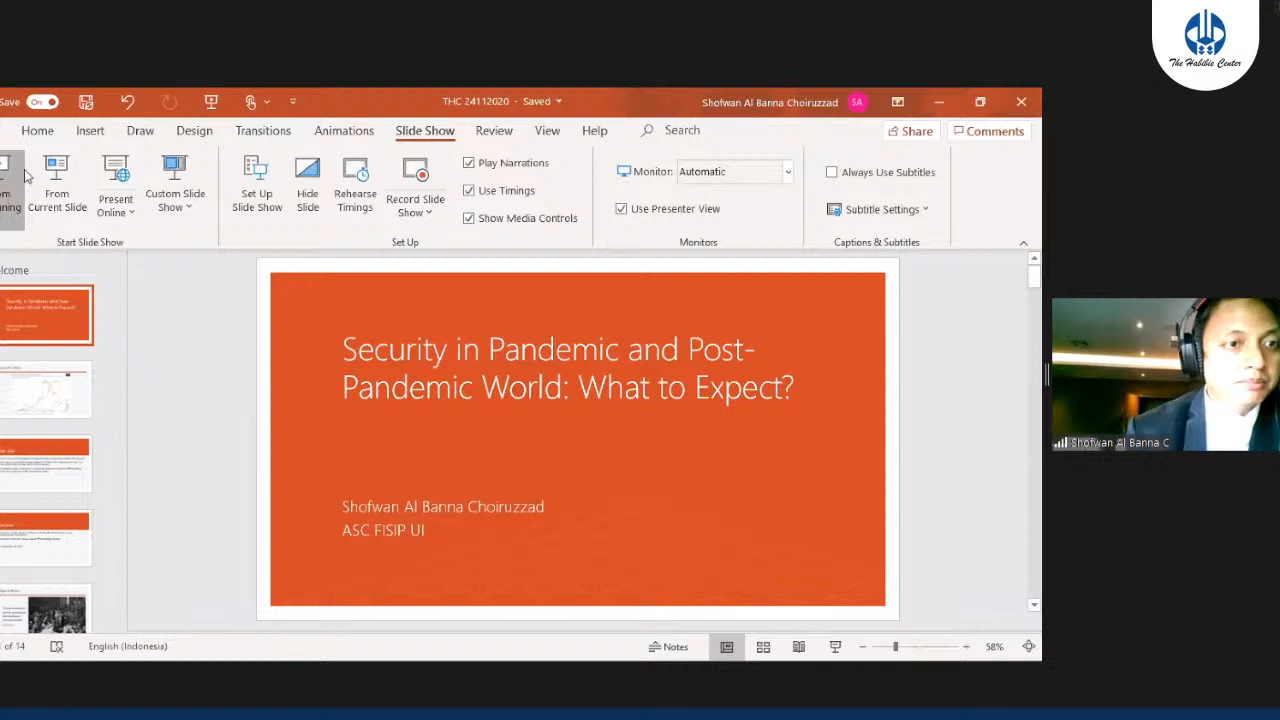 The Habibie Center
Save
On
THC 24112020 - Saved
Shofwan Al Banna Choiruzzad
SA
Home
Insert
Draw
Design
Transitions
Animations
Slide Show
Review
View
Help
Search
Share
Comments
From
Current Slide
Present
Online
Custom Slide
Show
Set Up
Slide Show
Hide
Slide
Rehearse
Timings
Record Slide
Show
Play Narrations
Use Timings
Show Media Controls
Monitor:
Automatic
Use Presenter View
Always Use Subtitles
Subtitle Settings
Start Slide Show
Set Up
Monitors
Captions & Subtitles
Security in Pandemic and Post-
Pandemic World: What to Expect?
Shofwan Al Banna Choiruzzad
ASC FISIP UI
Shofwan Al Banna C
of 14
English (Indonesia)
Notes
58%